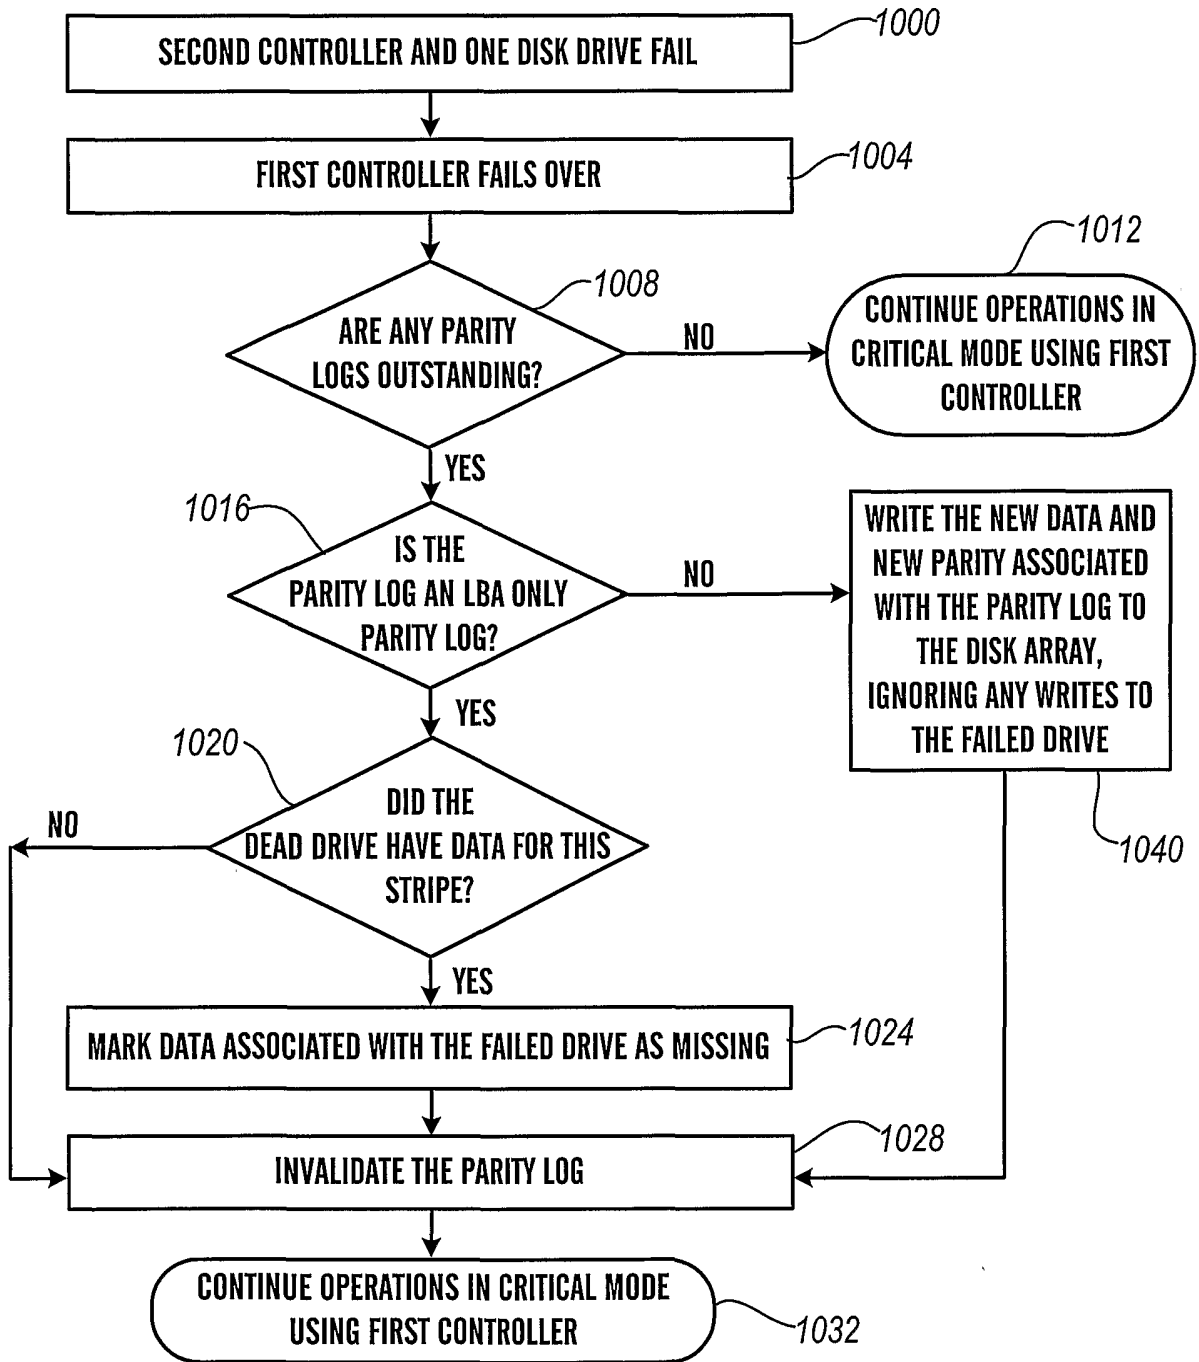 1000
SECOND CONTROLLER AND ONE DISK DRIVE FAIL
1004
FIRST CONTROLLER FAILS OVER
1008
ARE ANY PARITY
LOGS OUTSTANDING?
NO
1012
CONTINUE OPERATIONS IN
CRITICAL MODE USING FIRST
CONTROLLER
YES
1016
IS THE
PARITY LOG AN LBA ONLY
PARITY LOG?
NO
WRITE THE NEW DATA AND
NEW PARITY ASSOCIATED
WITH THE PARITY LOG TO
THE DISK ARRAY,
IGNORING ANY WRITES TO
THE FAILED DRIVE
1040
YES
1020
DID THE
DEAD DRIVE HAVE DATA FOR THIS
STRIPE?
NO
YES
MARK DATA ASSOCIATED WITH THE FAILED DRIVE AS MISSING
1024
1028
INVALIDATE THE PARITY LOG
CONTINUE OPERATIONS IN CRITICAL MODE
USING FIRST CONTROLLER
1032